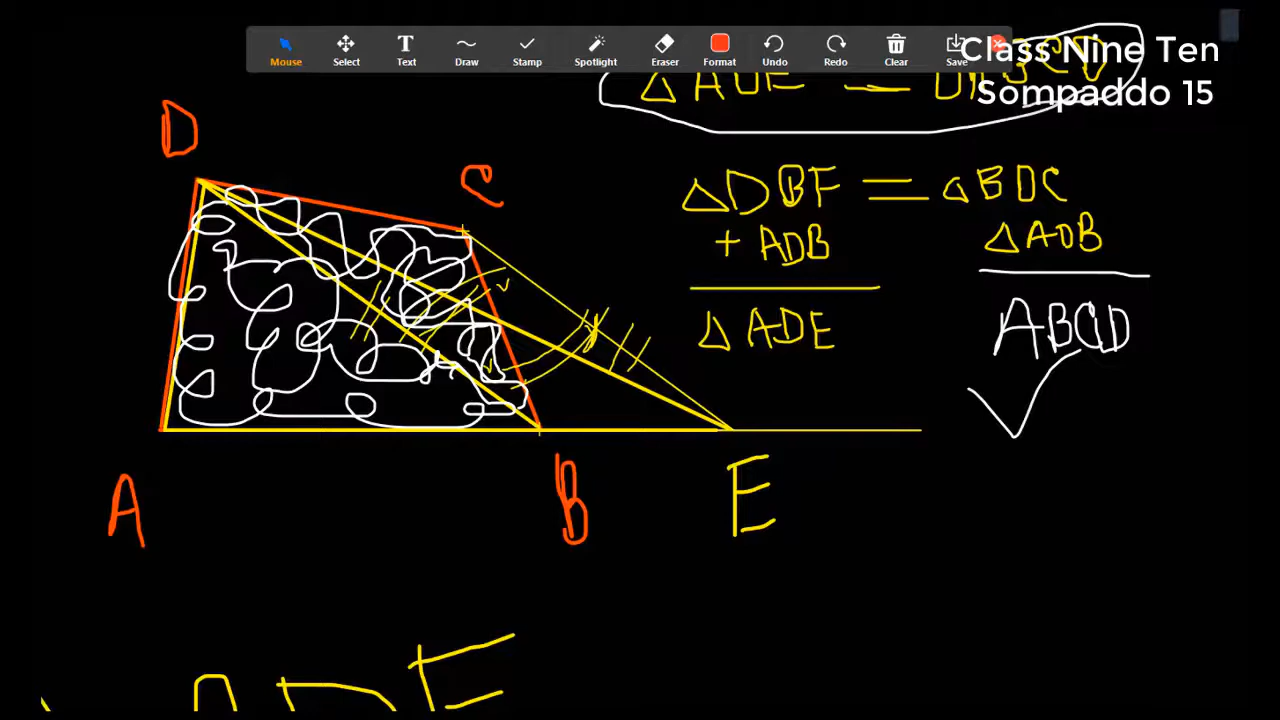 Mouse Select Text Draw Stamp Spotlight Eraser Format Undo Redo Clear Save
Class Nine Ten
Sompaddo 15
D
C
△DBF = △BDC
+ ADB △ADB
△ADE ABCD
A
B
E